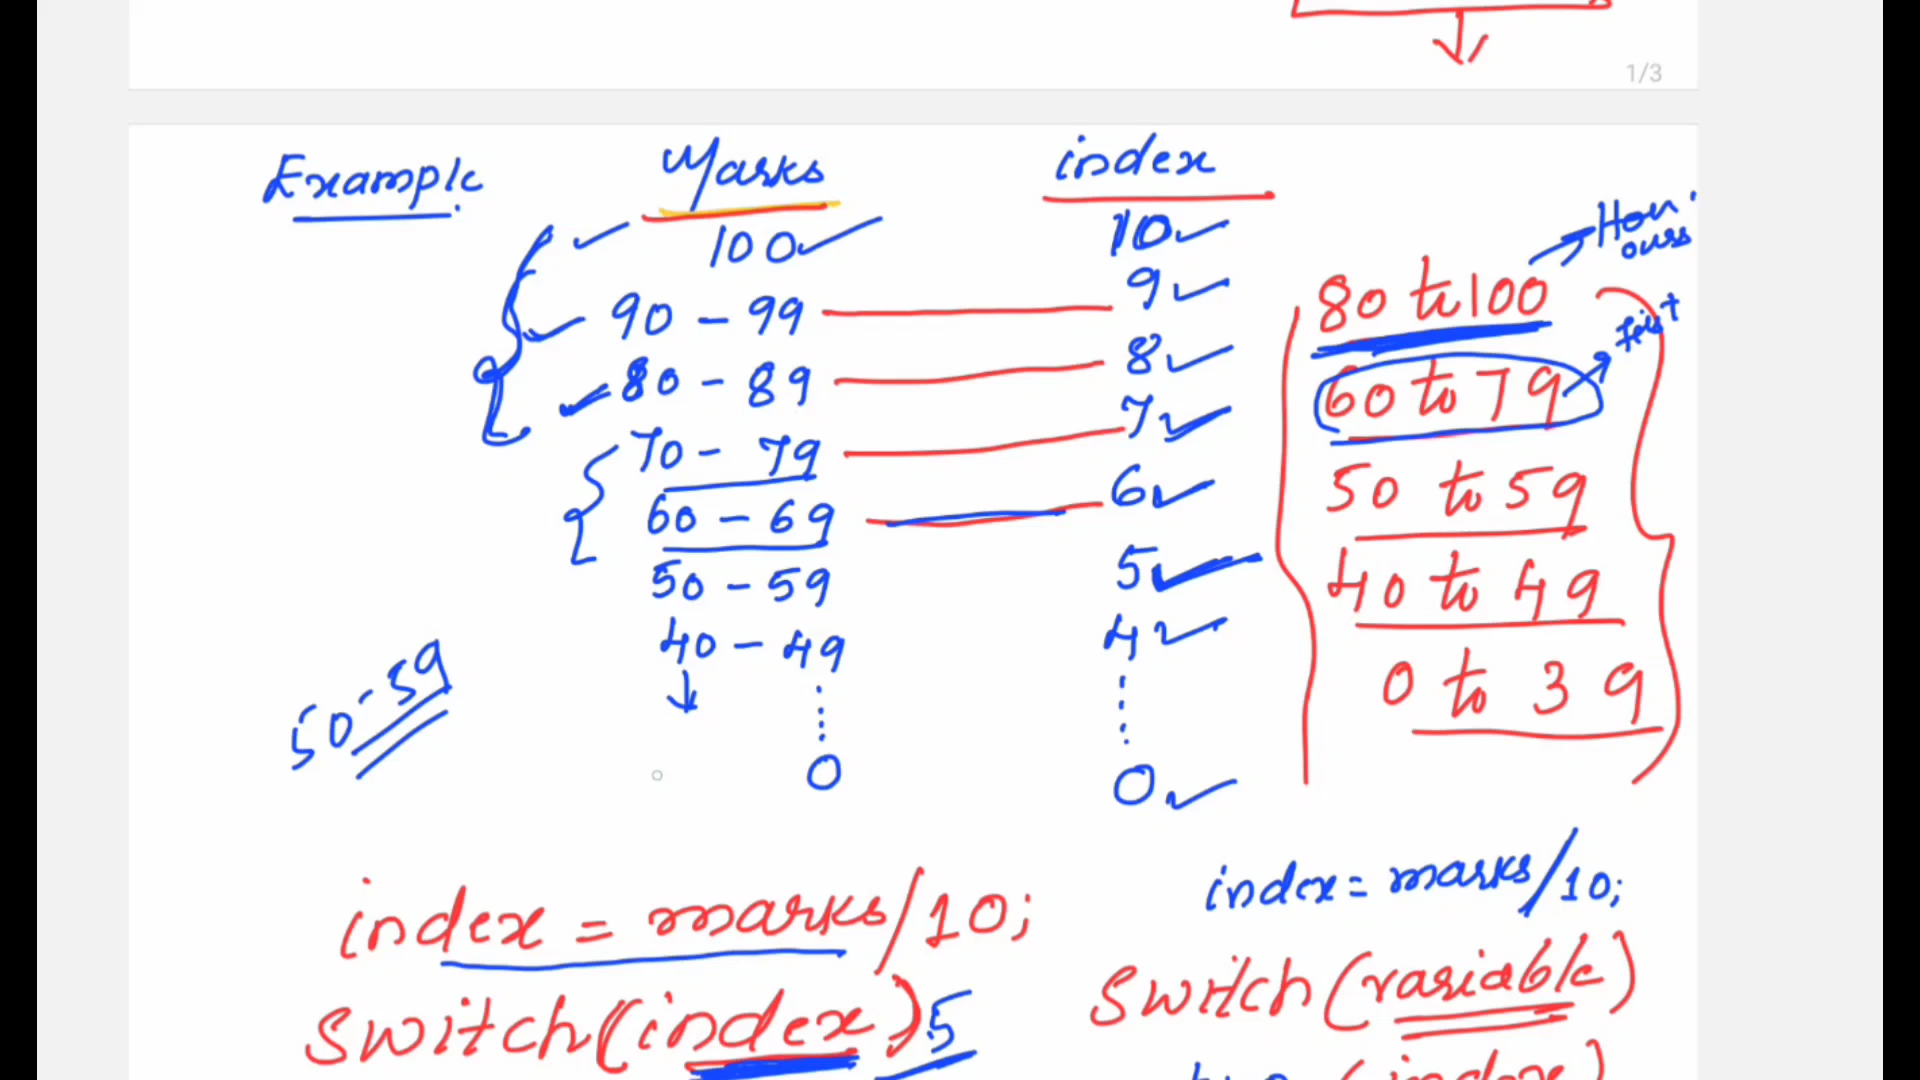 1/3
Example
Marks
index
100
10
Honours
90 - 99
9
80 to 100
80 - 89
8
first
70 - 79
7
60 to 79
60 - 69
6
50 to 59
50 - 59
5
40 to 49
40 - 49
4
0 to 39
50 - 59
0
0
index = marks/10;
index = marks/10;
switch(index) 5
switch(variable)
(index)